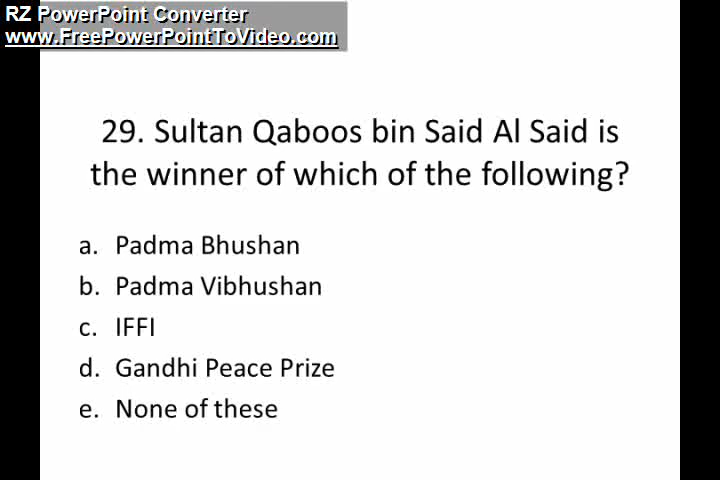 RZ PowerPoint Converter
www.FreePowerPointToVideo.com
29. Sultan Qaboos bin Said Al Said is
the winner of which of the following?
a. Padma Bhushan
b. Padma Vibhushan
c. IFFI
d. Gandhi Peace Prize
e. None of these